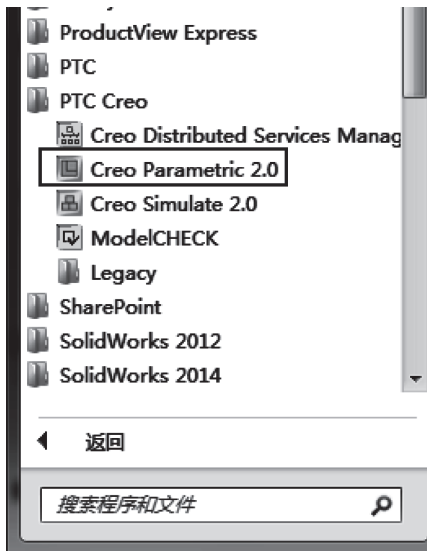 ProductView Express
PTC
PTC Creo
Creo Distributed Services Manag
Creo Parametric 2.0
Creo Simulate 2.0
ModelCHECK
Legacy
SharePoint
SolidWorks 2012
SolidWorks 2014
返回
搜索程序和文件